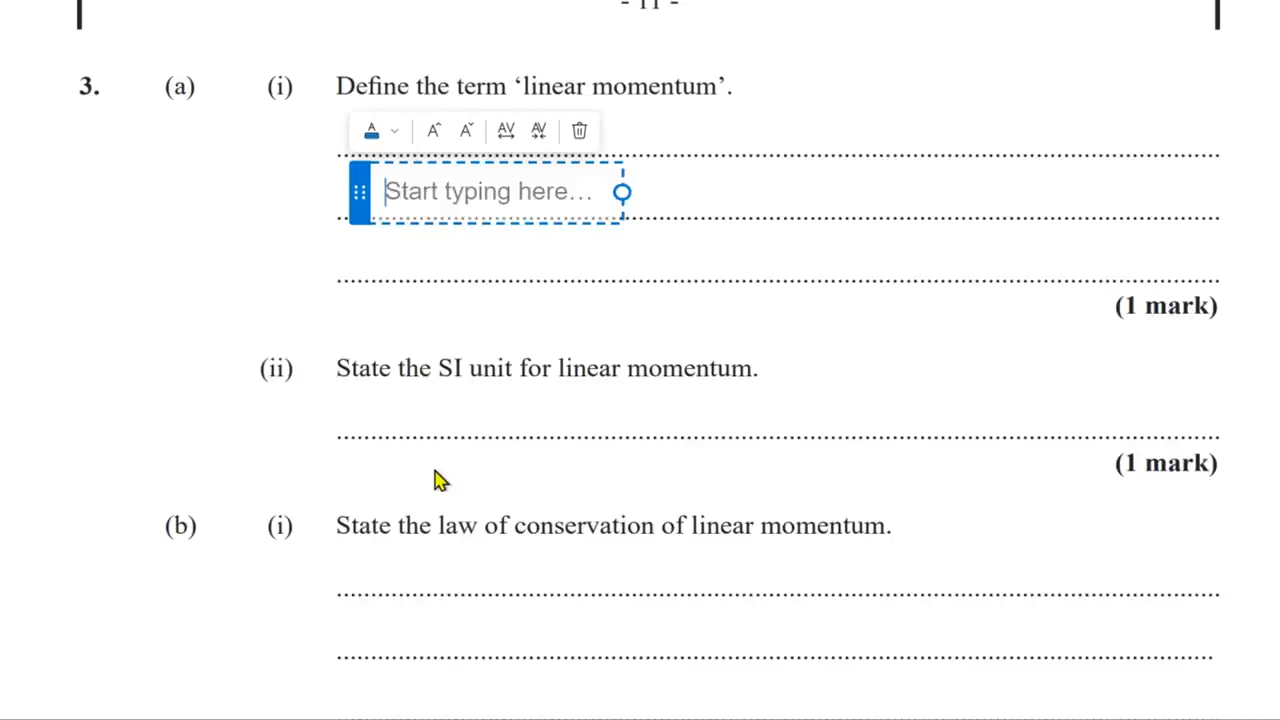 - 11 -
3. (a) (i) Define the term ‘linear momentum’.
Start typing here...
(1 mark)
(ii) State the SI unit for linear momentum.
(1 mark)
(b) (i) State the law of conservation of linear momentum.